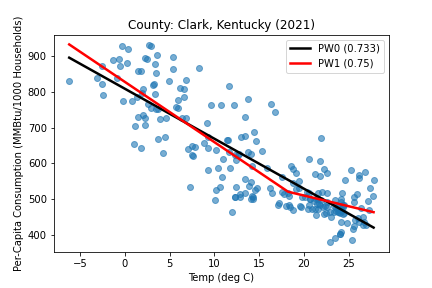 County: Clark, Kentucky (2021)
Per-Capita Consumption (MMBtu/1000 Households)
900
800
700
600
500
400
PW0 (0.733)
PW1 (0.75)
−5
0
5
10
15
20
25
Temp (deg C)